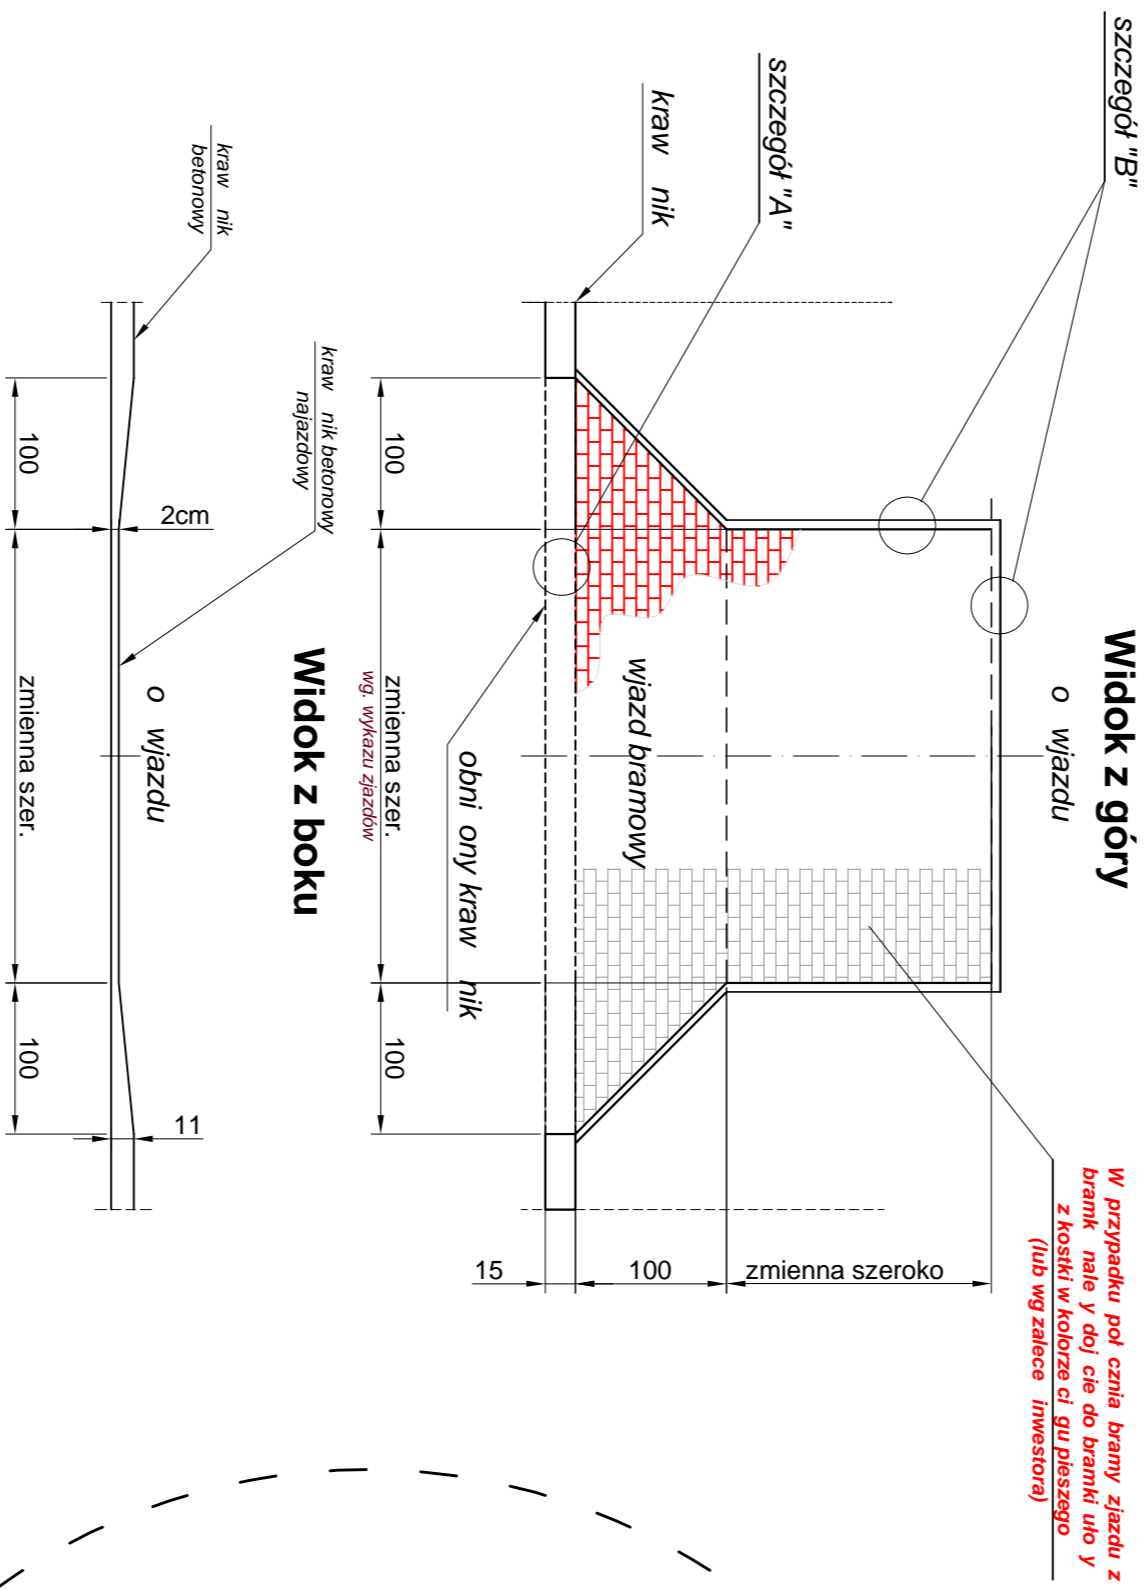 Widok z góry
szczegół "B"
o wjazdu
W przypadku poł cznia bramy zjazdu z
bramk nale y doj cie do bramki uło y
z kostki w kolorze ci gu pieszego
(lub wg zalece inwestora)
szczegół "A"
kraw nik
wjazd bramowy
obni ony kraw nik
15
100
zmienna szeroko
100
zmienna szer.
wg. wykazu zjazdów
100
Widok z boku
kraw nik
betonowy
kraw nik betonowy
najazdowy
o wjazdu
2cm
11
100
zmienna szer.
100